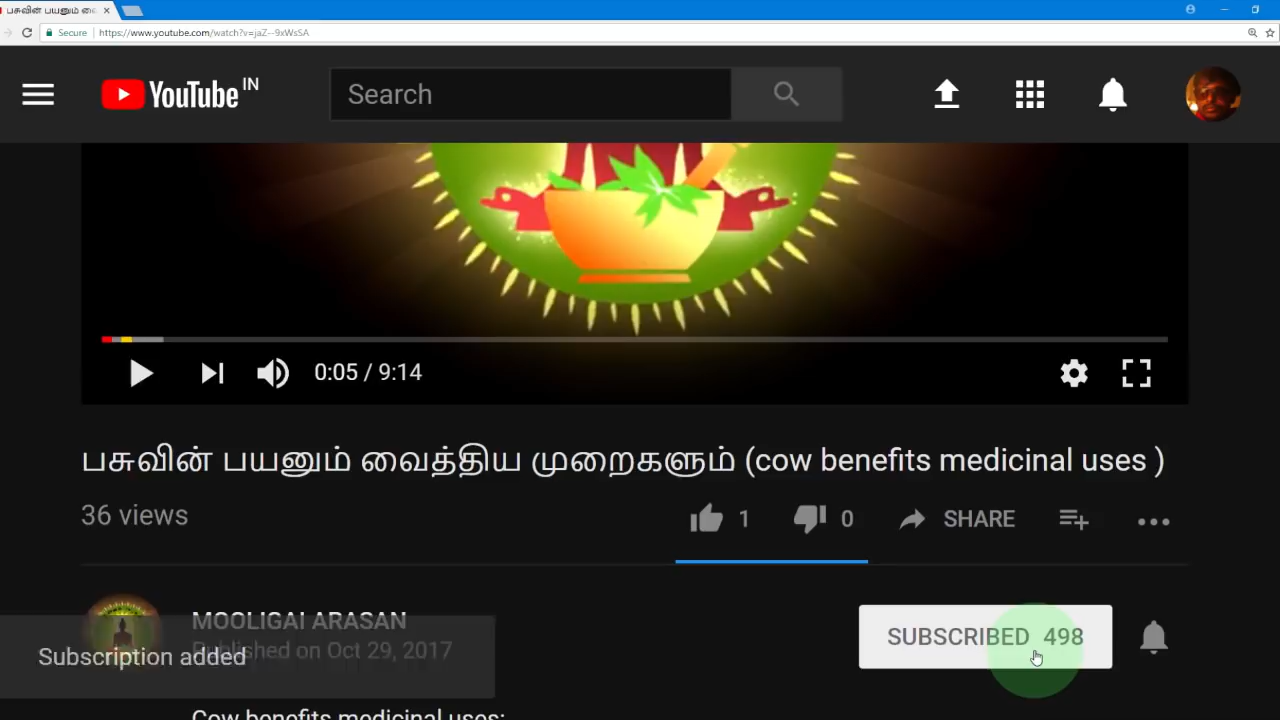 பசுவின் பயனும் வை
Secure https://www.youtube.com/watch?v=jaZ--9xWsSA
YouTube IN
Search
0:05 / 9:14
பசுவின் பயனும் வைத்திய முறைகளும் (cow benefits medicinal uses )
36 views
1 0 SHARE
MOOLIGAI ARASAN
Published on Oct 29, 2017
SUBSCRIBED 498
Subscription added
Cow benefits medicinal uses: